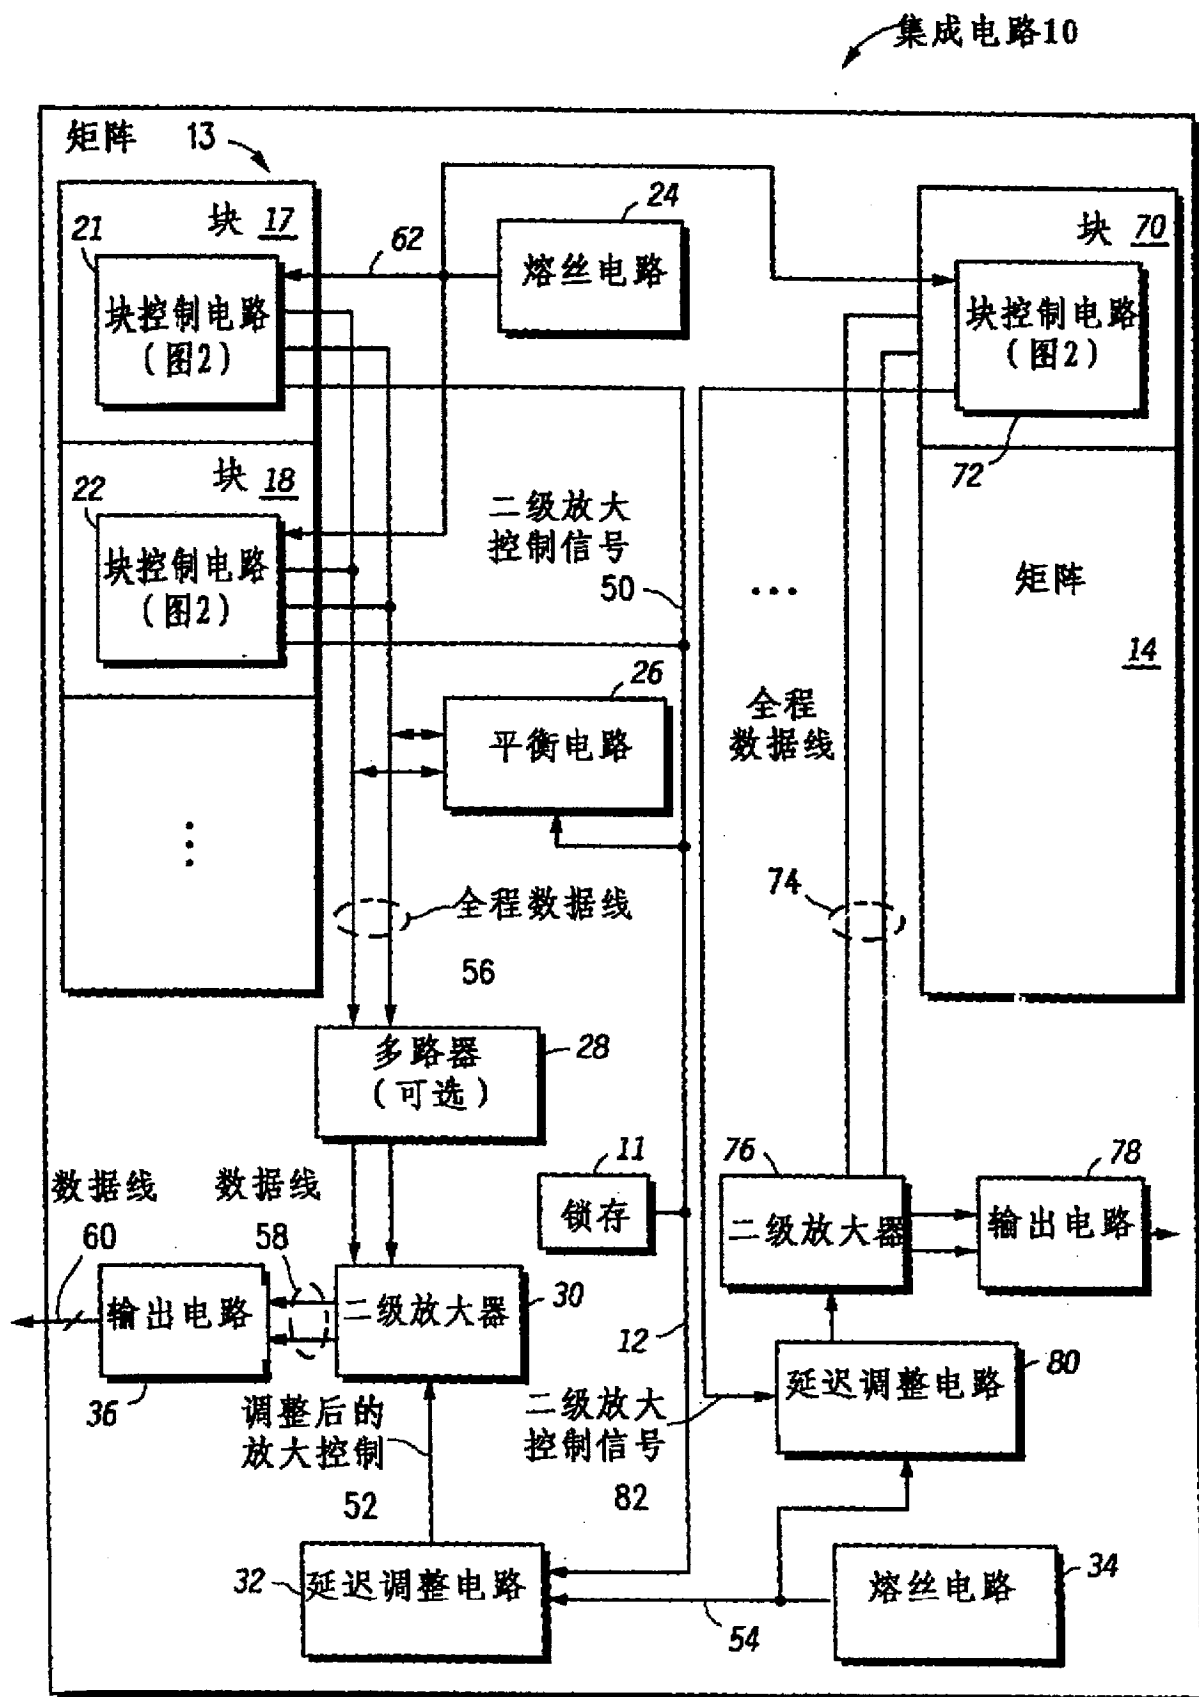 集成电路10
矩阵 13
块 17
21
62
24
熔丝电路
块 70
块控制电路
(图2)
块控制电路
(图2)
72
块 18
22
块控制电路
(图2)
二级放大
控制信号
50
...
矩阵
14
26
平衡电路
全程
数据线
...
全程数据线
56
74
多路器
(可选)
28
11
锁存
76
二级放大器
78
输出电路
数据线
60
数据线
58
输出电路
36
二级放大器
30
12
延迟调整电路
80
调整后的
放大控制
52
二级放大
控制信号
82
32
延迟调整电路
54
熔丝电路
34